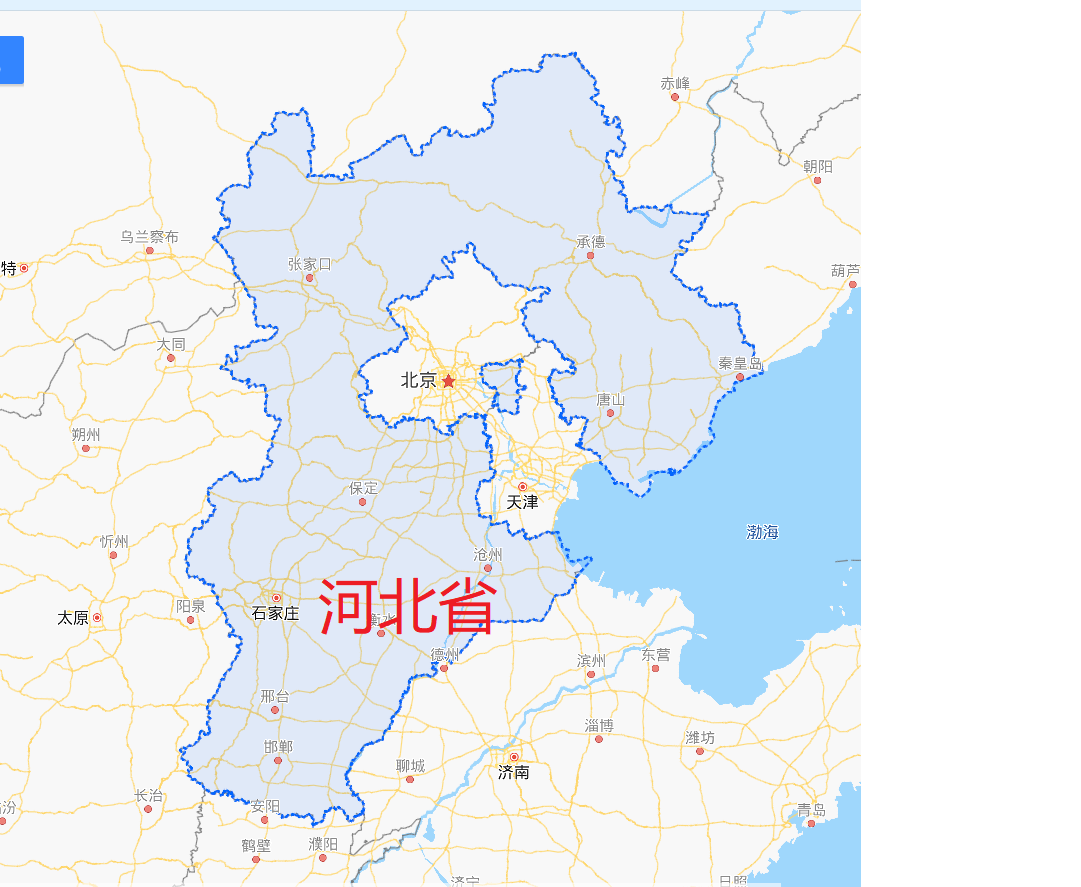 赤峰
朝阳
乌兰察布
承德
张家口
特
葫芦
大同
秦皇岛
北京
唐山
朔州
保定
天津
渤海
忻州
沧州
河北省
阳泉
石家庄
太原
衡水
德州
滨州
东营
邢台
淄博
潍坊
邯郸
聊城
济南
长治
安阳
汾
青岛
鹤壁
濮阳
济宁
日照